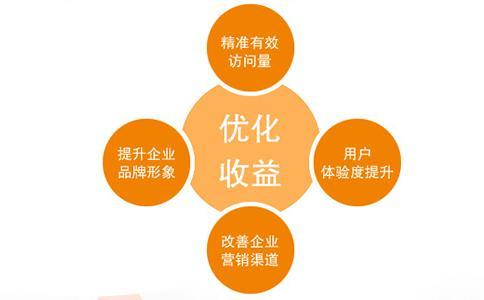 精准有效
访问量
优化
收益
提升企业
品牌形象
用户
体验度提升
改善企业
营销渠道